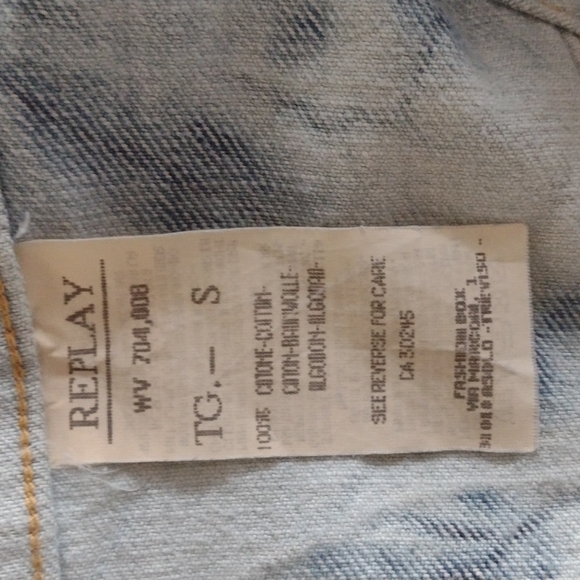 REPLAY
WV 704.008
TG.— S
100% COTONE-COTTON-
COTON-BAUMWOLLE-
ALGODON-ALGODAO-
SEE REVERSE FOR CARE
CA 30245
FASHION BOX
VIA MARCONI, 1
31010 ASOLO -TREVISO -